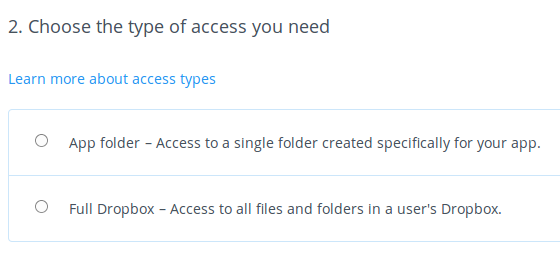 2. Choose the type of access you need
Learn more about access types
App folder – Access to a single folder created specifically for your app.
Full Dropbox – Access to all files and folders in a user's Dropbox.